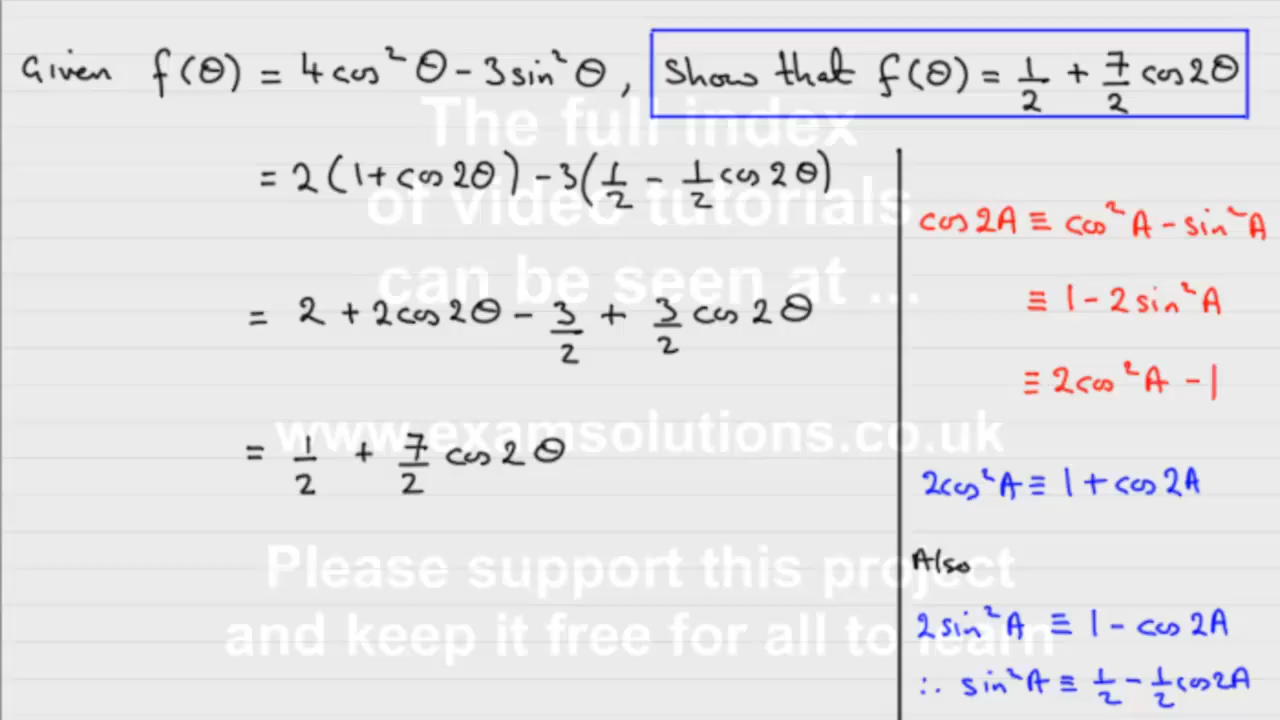 Given f(θ) = 4cos²θ - 3sin²θ, Show that f(θ) = 1/2 + 7/2 cos2θ
= 2(1+cos2θ) - 3(1/2 - 1/2 cos2θ)
= 2 + 2cos2θ - 3/2 + 3/2 cos2θ
= 1/2 + 7/2 cos2θ
cos2A ≡ cos²A - sin²A
≡ 1 - 2sin²A
≡ 2cos²A - 1
2cos²A ≡ 1 + cos2A
Also
2sin²A ≡ 1 - cos2A
∴ sin²A ≡ 1/2 - 1/2 cos2A
The full index
of video tutorials
can be seen at ...
www.examsolutions.co.uk
Please support this project
and keep it free for all to learn